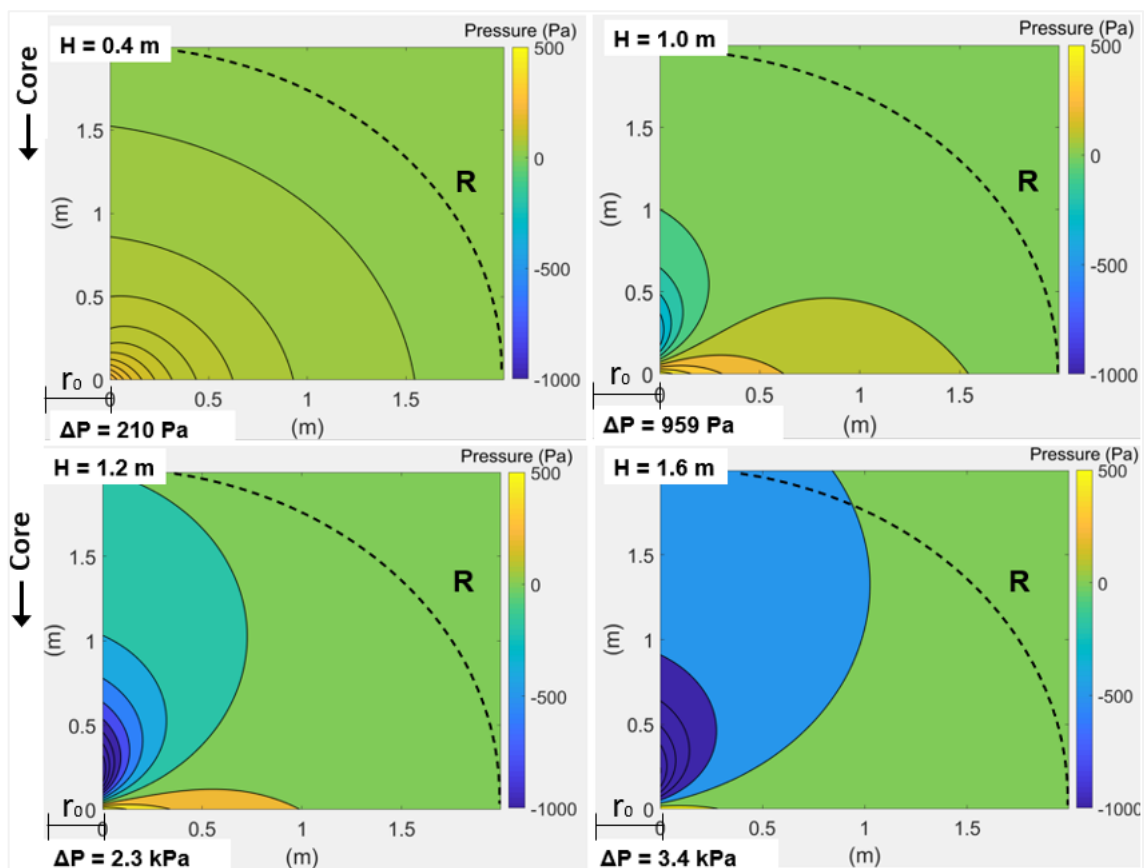 Pressure (Pa)
H = 0.4 m
500
0
-500
-1000
← Core
(m)
1.5
1
0.5
0
R
r₀
0
0.5
1
1.5
(m)
ΔP = 210 Pa
Pressure (Pa)
H = 1.0 m
500
0
-500
-1000
(m)
1.5
1
0.5
0
R
r₀
0
0.5
1
1.5
(m)
ΔP = 959 Pa
Pressure (Pa)
H = 1.2 m
500
0
-500
-1000
← Core
(m)
1.5
1
0.5
0
R
r₀
0
0.5
1
1.5
(m)
ΔP = 2.3 kPa
Pressure (Pa)
H = 1.6 m
500
0
-500
-1000
(m)
1.5
1
0.5
0
R
r₀
0
0.5
1
1.5
(m)
ΔP = 3.4 kPa